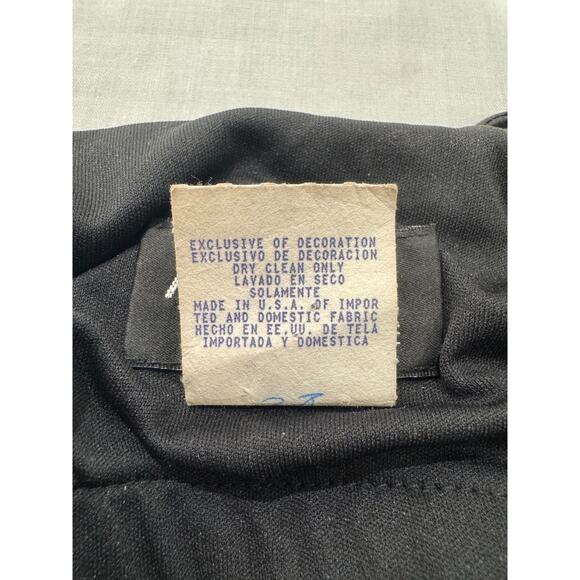 EXCLUSIVE OF DECORATION
EXCLUSIVO DE DECORACION
DRY CLEAN ONLY
LAVADO EN SECO
SOLAMENTE
MADE IN U.S.A. OF IMPOR
TED AND DOMESTIC FABRIC
HECHO EN EE.UU. DE TELA
IMPORTADA Y DOMESTICA